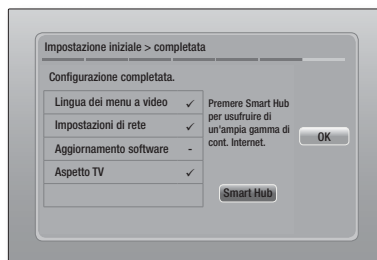 Impostazione iniziale > completata
Configurazione completata.
Lingua dei menu a video ✓
Impostazioni di rete ✓
Aggiornamento software -
Aspetto TV ✓
Premere Smart Hub
per usufruire di
un'ampia gamma di
cont. Internet.
Smart Hub
OK